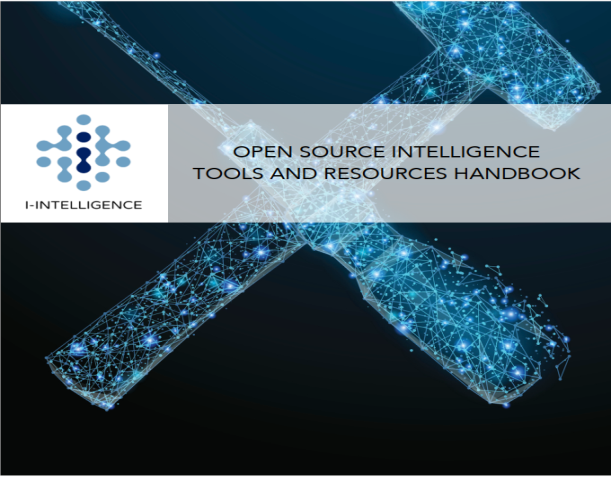 OPEN SOURCE INTELLIGENCE
TOOLS AND RESOURCES HANDBOOK
I-INTELLIGENCE